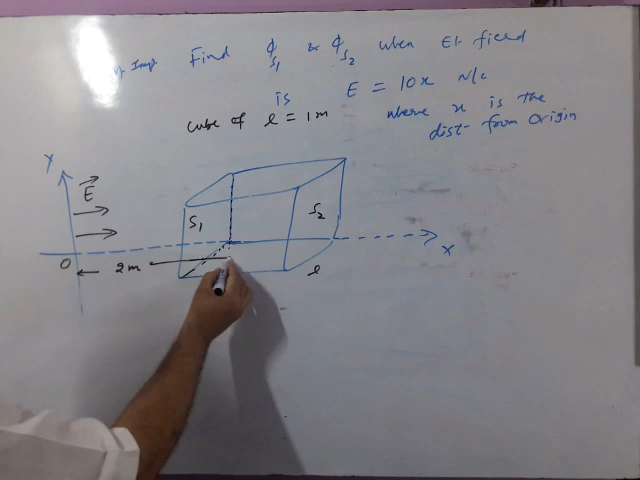 Imp Find ϕS1 & ϕS2 when El. field
is E = 10x N/c
cube of l = 1m where x is the
dist- from Origin
Y
E
S1
S2
O
2m
l
X